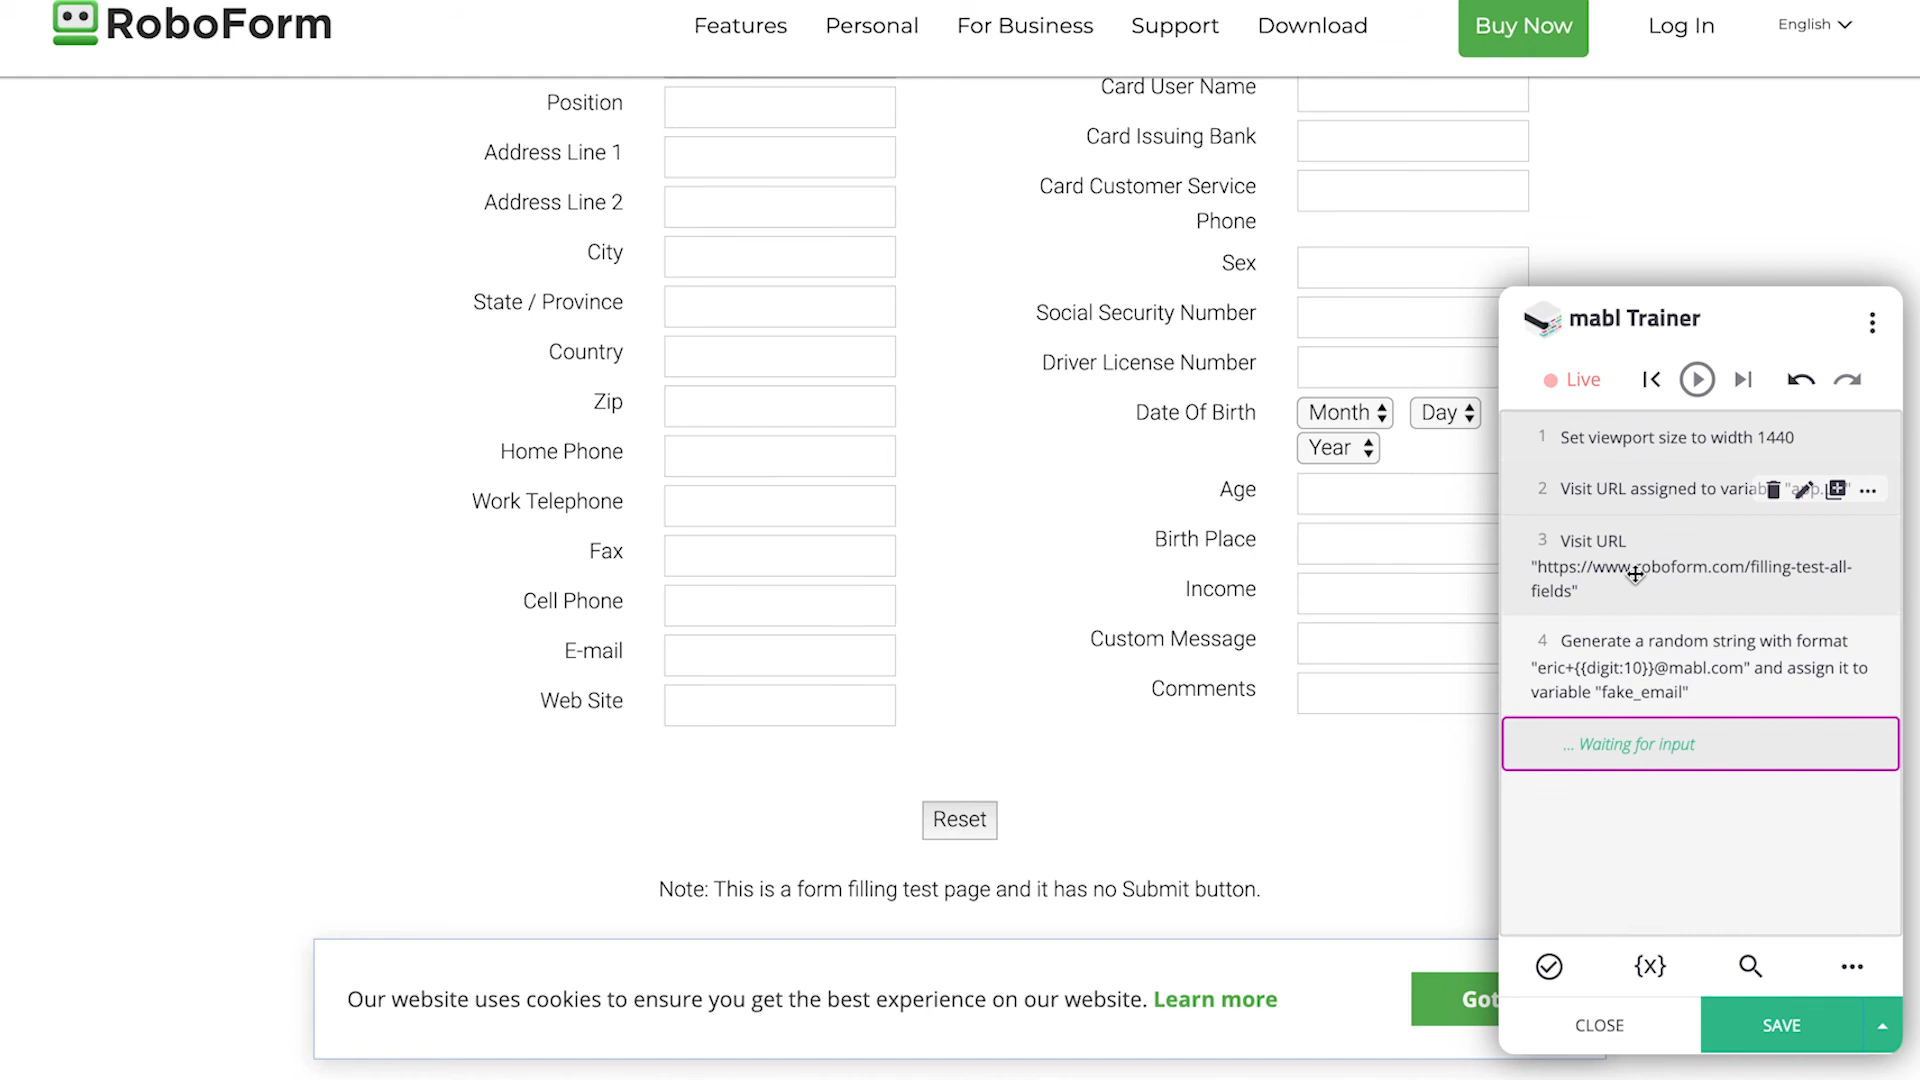 RoboForm
Features
Personal
For Business
Support
Download
Buy Now
Log In
English
Position
Address Line 1
Address Line 2
City
State / Province
Country
Zip
Home Phone
Work Telephone
Fax
Cell Phone
E-mail
Web Site
Card User Name
Card Issuing Bank
Card Customer Service
Phone
Sex
Social Security Number
Driver License Number
Date Of Birth
Month
Day
Year
Age
Birth Place
Income
Custom Message
Comments
Reset
Note: This is a form filling test page and it has no Submit button.
Our website uses cookies to ensure you get the best experience on our website. Learn more
Got
mabl Trainer
Live
1 Set viewport size to width 1440
2 Visit URL assigned to variab "app.
3 Visit URL
"https://www.roboform.com/filling-test-all-
fields"
4 Generate a random string with format
"eric+{{digit:10}}@mabl.com" and assign it to
variable "fake_email"
... Waiting for input
{x}
CLOSE
SAVE